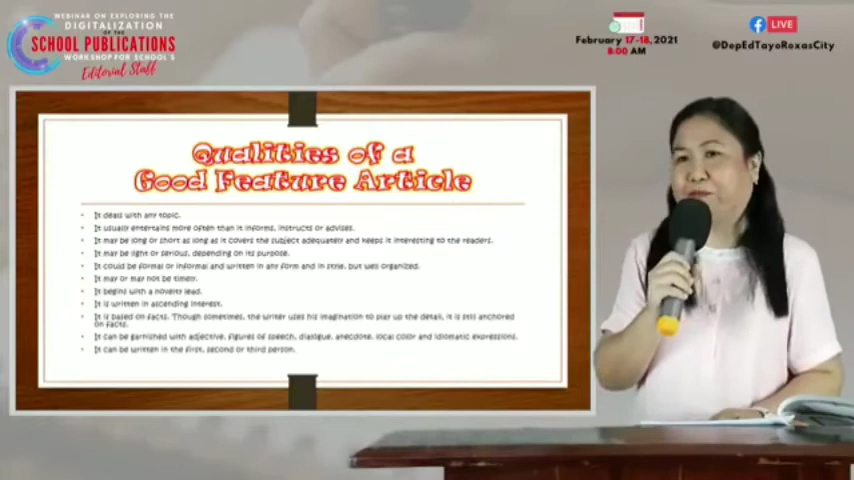 WEBINAR ON EXPLORING THE
DIGITALIZATION
OF THE
SCHOOL PUBLICATIONS
WORKSHOP FOR SCHOOL'S
Editorial Staff
February 17-18, 2021
8:00 AM
LIVE
@DepEdTayoRoxasCity
Qualities of a
Good Feature Article
• It deals with any topic.
• It usually entertains more often than it informs, instructs or advises.
• It may be long or short as long as it covers the subject adequately and keeps it interesting to the readers.
• It may be light or serious, depending on its purpose.
• It could be formal or informal and written in any form and in style, but well organized.
• It may or may not be timely.
• It begins with a novelty lead.
• It is written in ascending interest.
• It is based on facts. Though sometimes, the writer uses his imagination to play up the detail, it is still anchored
on facts.
• It can be garnished with adjective, figures of speech, dialogue, anecdote, local color and idiomatic expressions.
• It can be written in the first, second or third person.